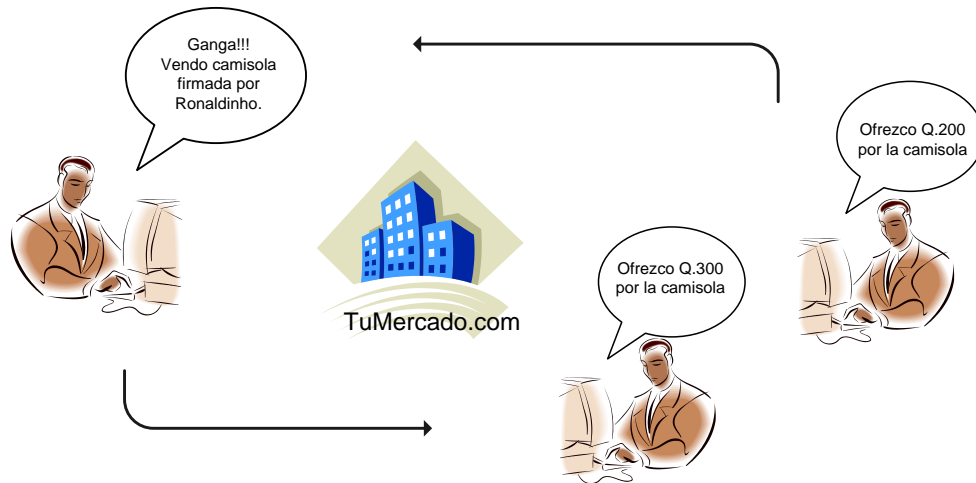 Ganga!!!
Vendo camisola
firmada por
Ronaldinho.
Ofrezco Q.200
por la camisola
Ofrezco Q.300
por la camisola
TuMercado.com